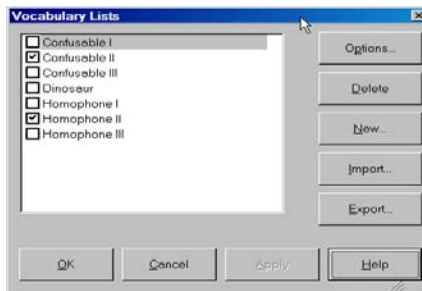 Vocabulary Lists
Confusable I
Confusable II
Confusable III
Dinosaur
Homophone I
Homophone II
Homophone III
Options...
Delete
New...
Import...
Export...
OK Cancel Apply Help